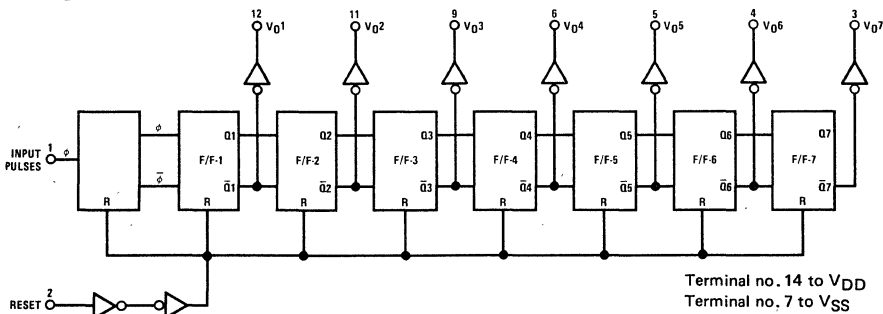 12 11 9 6 5 4 3
V01 V02 V03 V04 V05 V06 V07
φ Q1 Q2 Q3 Q4 Q5 Q6 Q7
INPUT PULSES 1 φ
F/F-1 F/F-2 F/F-3 F/F-4 F/F-5 F/F-6 F/F-7
φ̅ Q̅1 Q̅2 Q̅3 Q̅4 Q̅5 Q̅6 Q̅7
R R R R R R R R
RESET 2
Terminal no. 14 to VDD
Terminal no. 7 to VSS